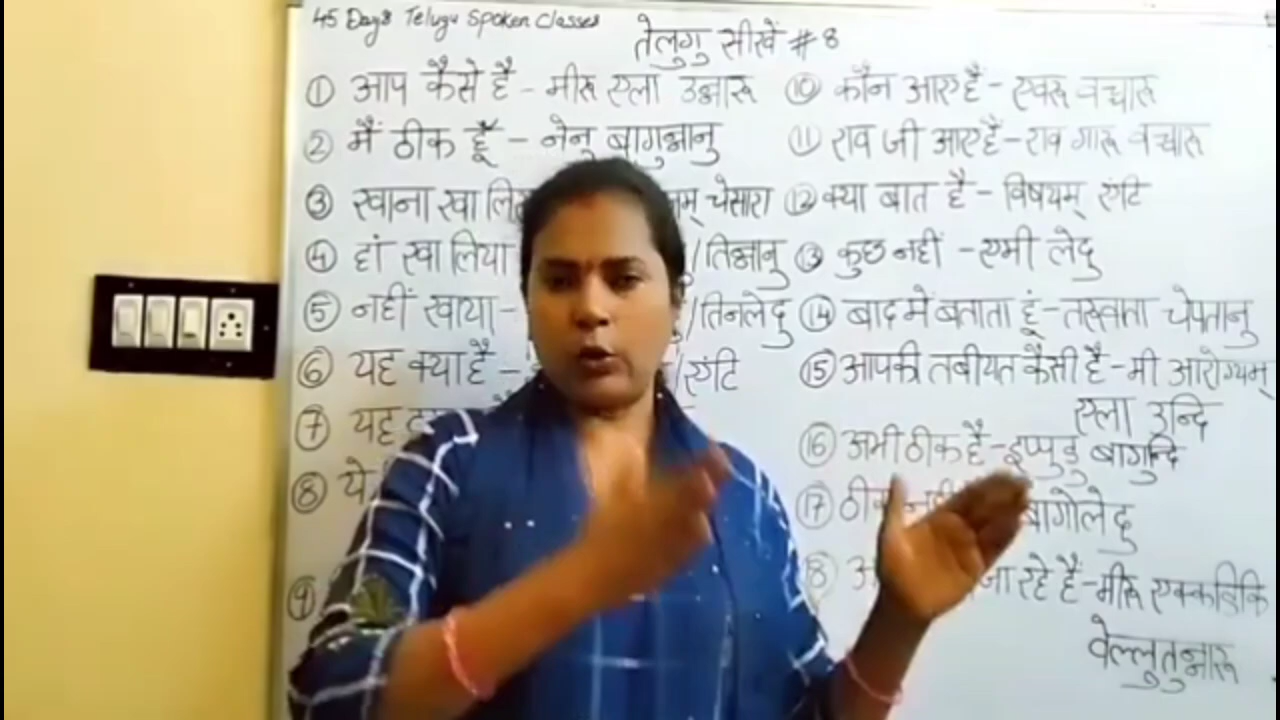 45 Days Telugu Spoken Classes
तेलुगु सीखें #8
① आप कैसे है - मीरू एला उन्नारू
② मैं ठीक हूँ - नेनु बागुन्नानु
③ खाना खा चेसारा
④ हां खा लिया /तिन्नानु
⑤ नहीं खाया - /तिनलेदु
⑥ यह क्या है - /एंटि
⑦ यह
⑧ ये
⑨
⑩ कौन आए हैं - एवरू वच्चारू
⑪ राव जी आए हैं - राव गारू वच्चारू
⑫ क्या बात है - विषयम् एंटि
⑬ कुछ नहीं - एमी लेदु
⑭ बाद में बताता हूं - तरूवाता चेपतानु
⑮ आपकी तबीयत कैसी है - मी आरोग्यम्
एला उन्दि
⑯ अभी ठीक है - इप्पुडु बागुन्दि
⑰ बागोलेदु
जा रहे हैं - मीरू एक्कडिकि
वेल्लुतुन्नारू